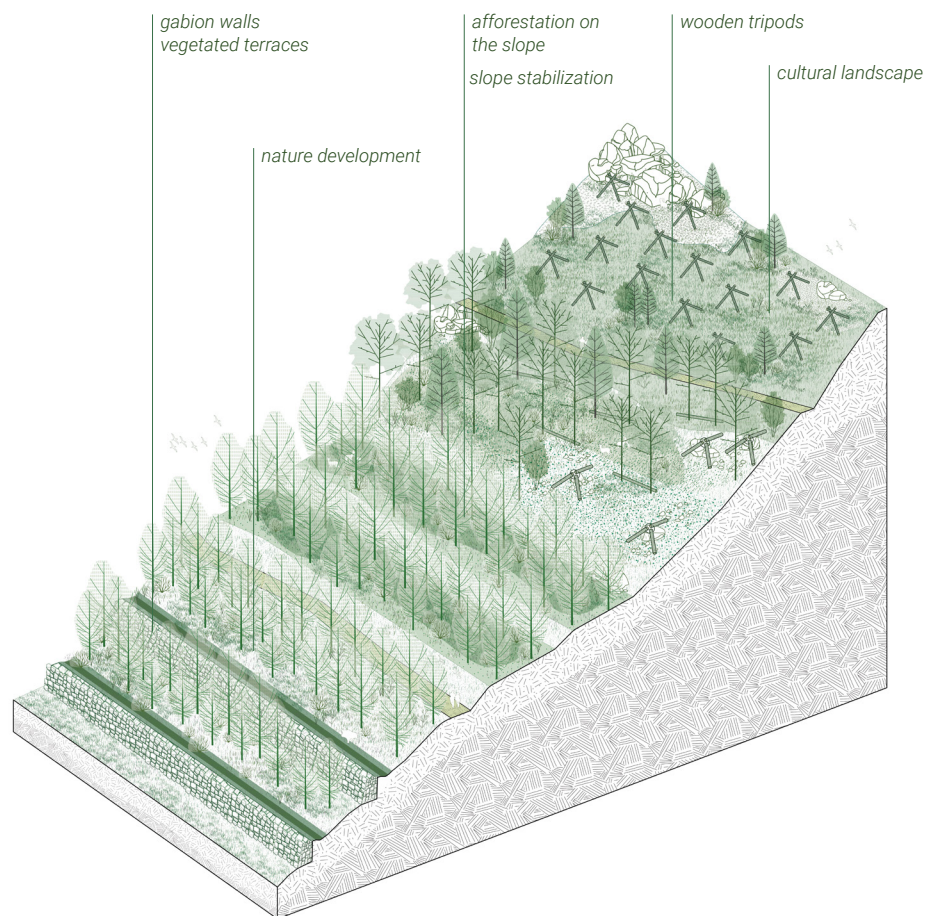 gabion walls
vegetated terraces
afforestation on
the slope
slope stabilization
wooden tripods
cultural landscape
nature development